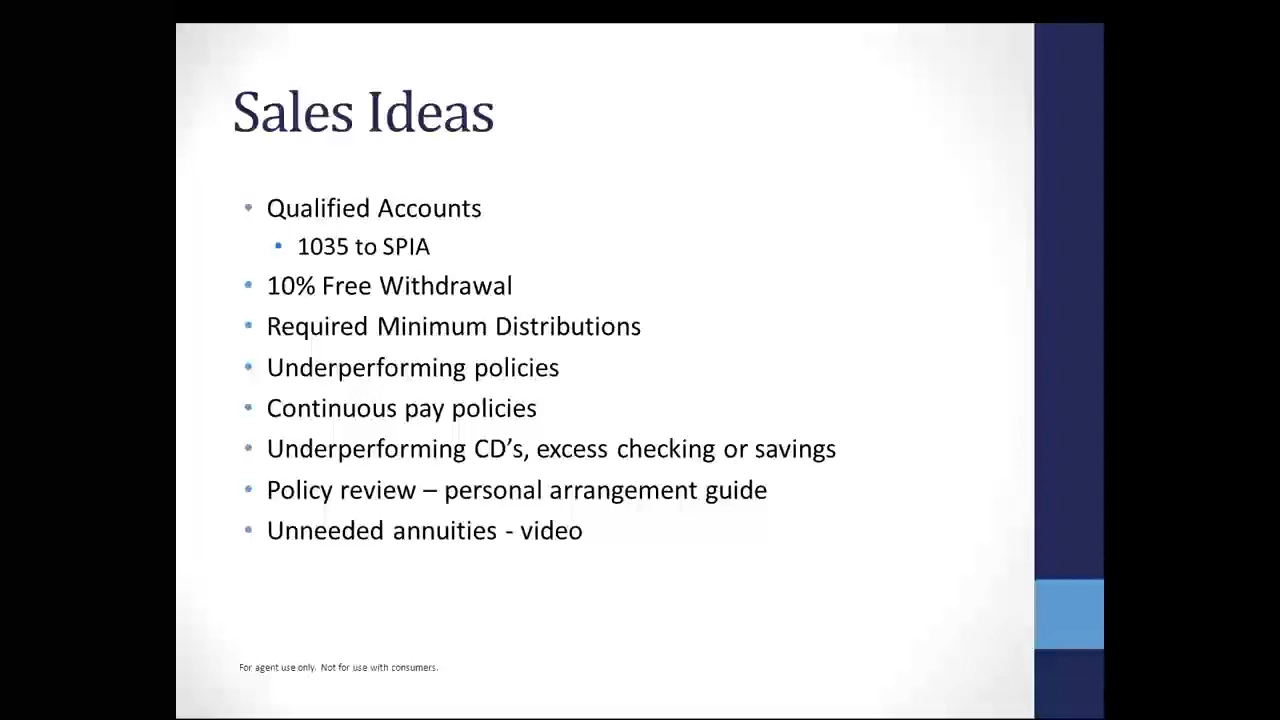 Sales Ideas
• Qualified Accounts
• 1035 to SPIA
• 10% Free Withdrawal
• Required Minimum Distributions
• Underperforming policies
• Continuous pay policies
• Underperforming CD’s, excess checking or savings
• Policy review – personal arrangement guide
• Unneeded annuities - video
For agent use only. Not for use with consumers.